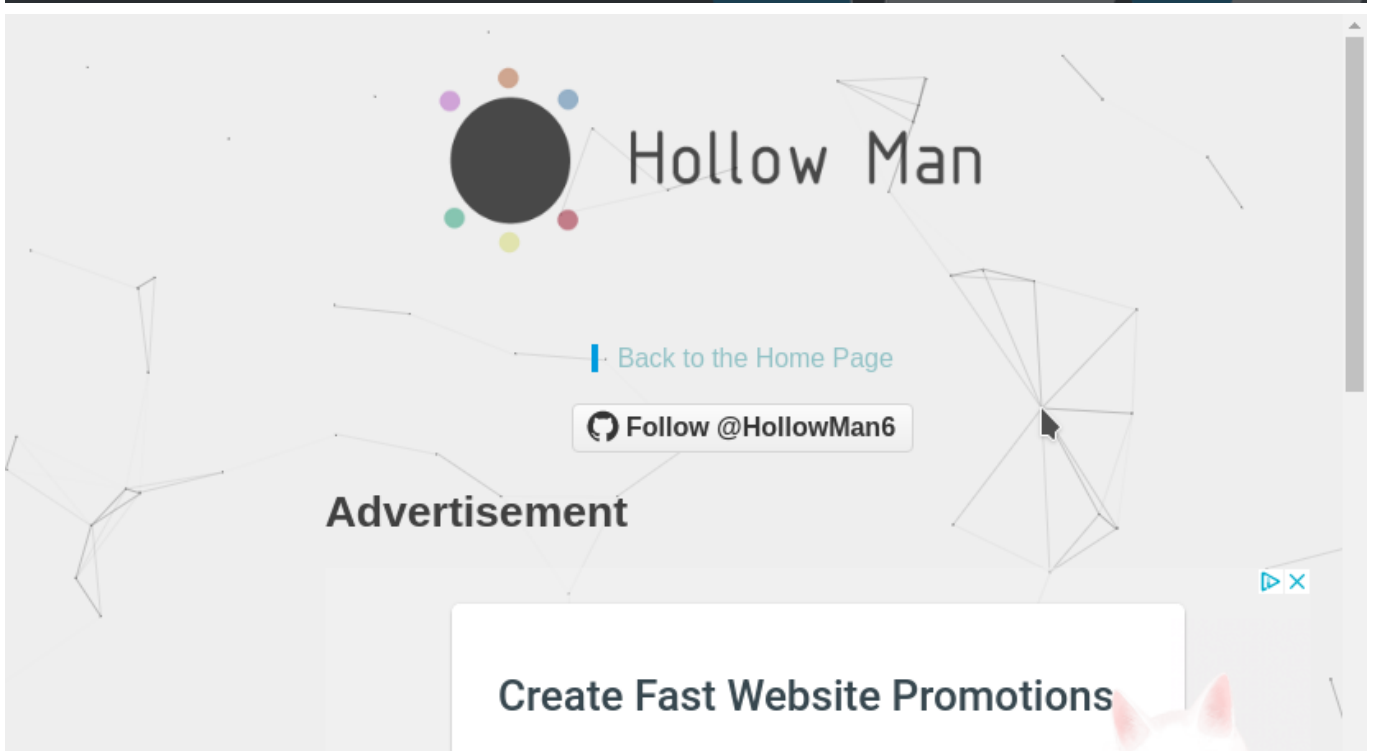 Hollow Man
Back to the Home Page
Follow @HollowMan6
Advertisement
Create Fast Website Promotions